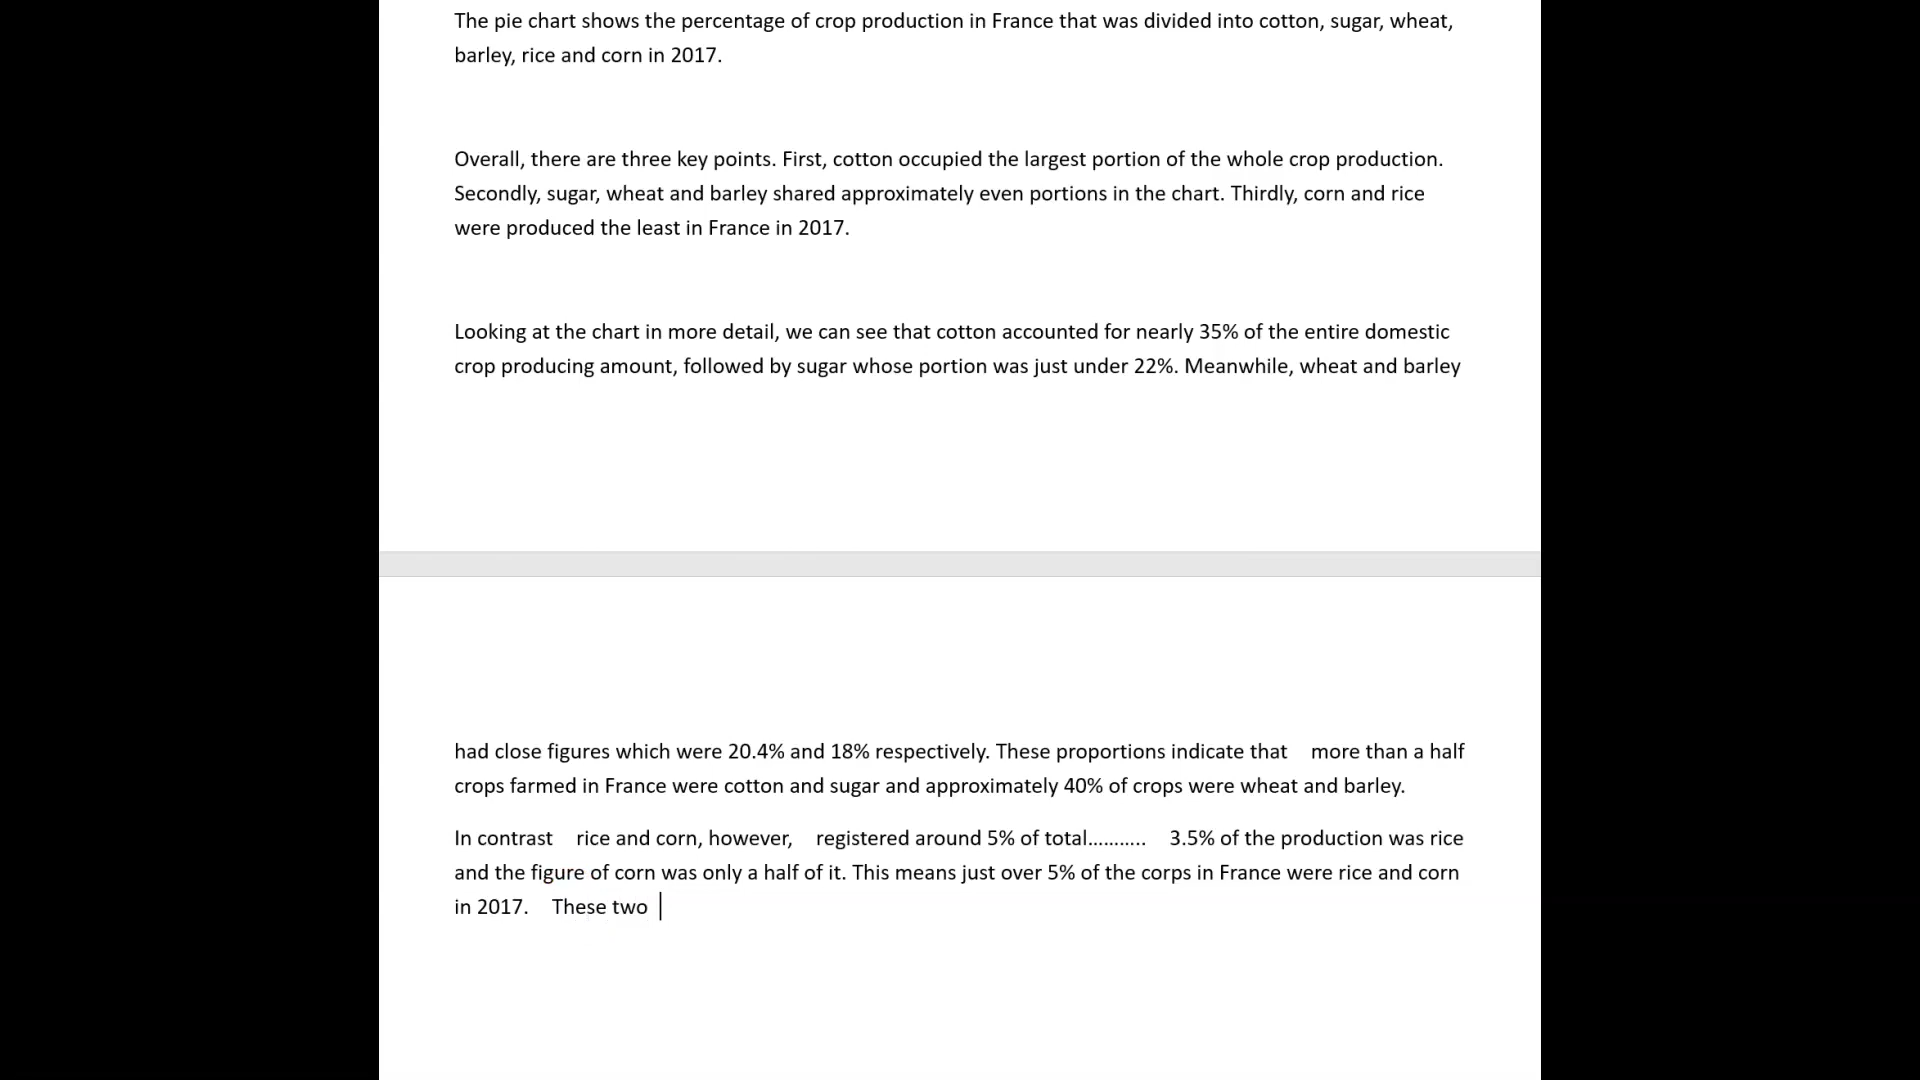 The pie chart shows the percentage of crop production in France that was divided into cotton, sugar, wheat,
barley, rice and corn in 2017.
Overall, there are three key points. First, cotton occupied the largest portion of the whole crop production.
Secondly, sugar, wheat and barley shared approximately even portions in the chart. Thirdly, corn and rice
were produced the least in France in 2017.
Looking at the chart in more detail, we can see that cotton accounted for nearly 35% of the entire domestic
crop producing amount, followed by sugar whose portion was just under 22%. Meanwhile, wheat and barley
had close figures which were 20.4% and 18% respectively. These proportions indicate that more than a half
crops farmed in France were cotton and sugar and approximately 40% of crops were wheat and barley.
In contrast rice and corn, however, registered around 5% of total........... 3.5% of the production was rice
and the figure of corn was only a half of it. This means just over 5% of the corps in France were rice and corn
in 2017. These two